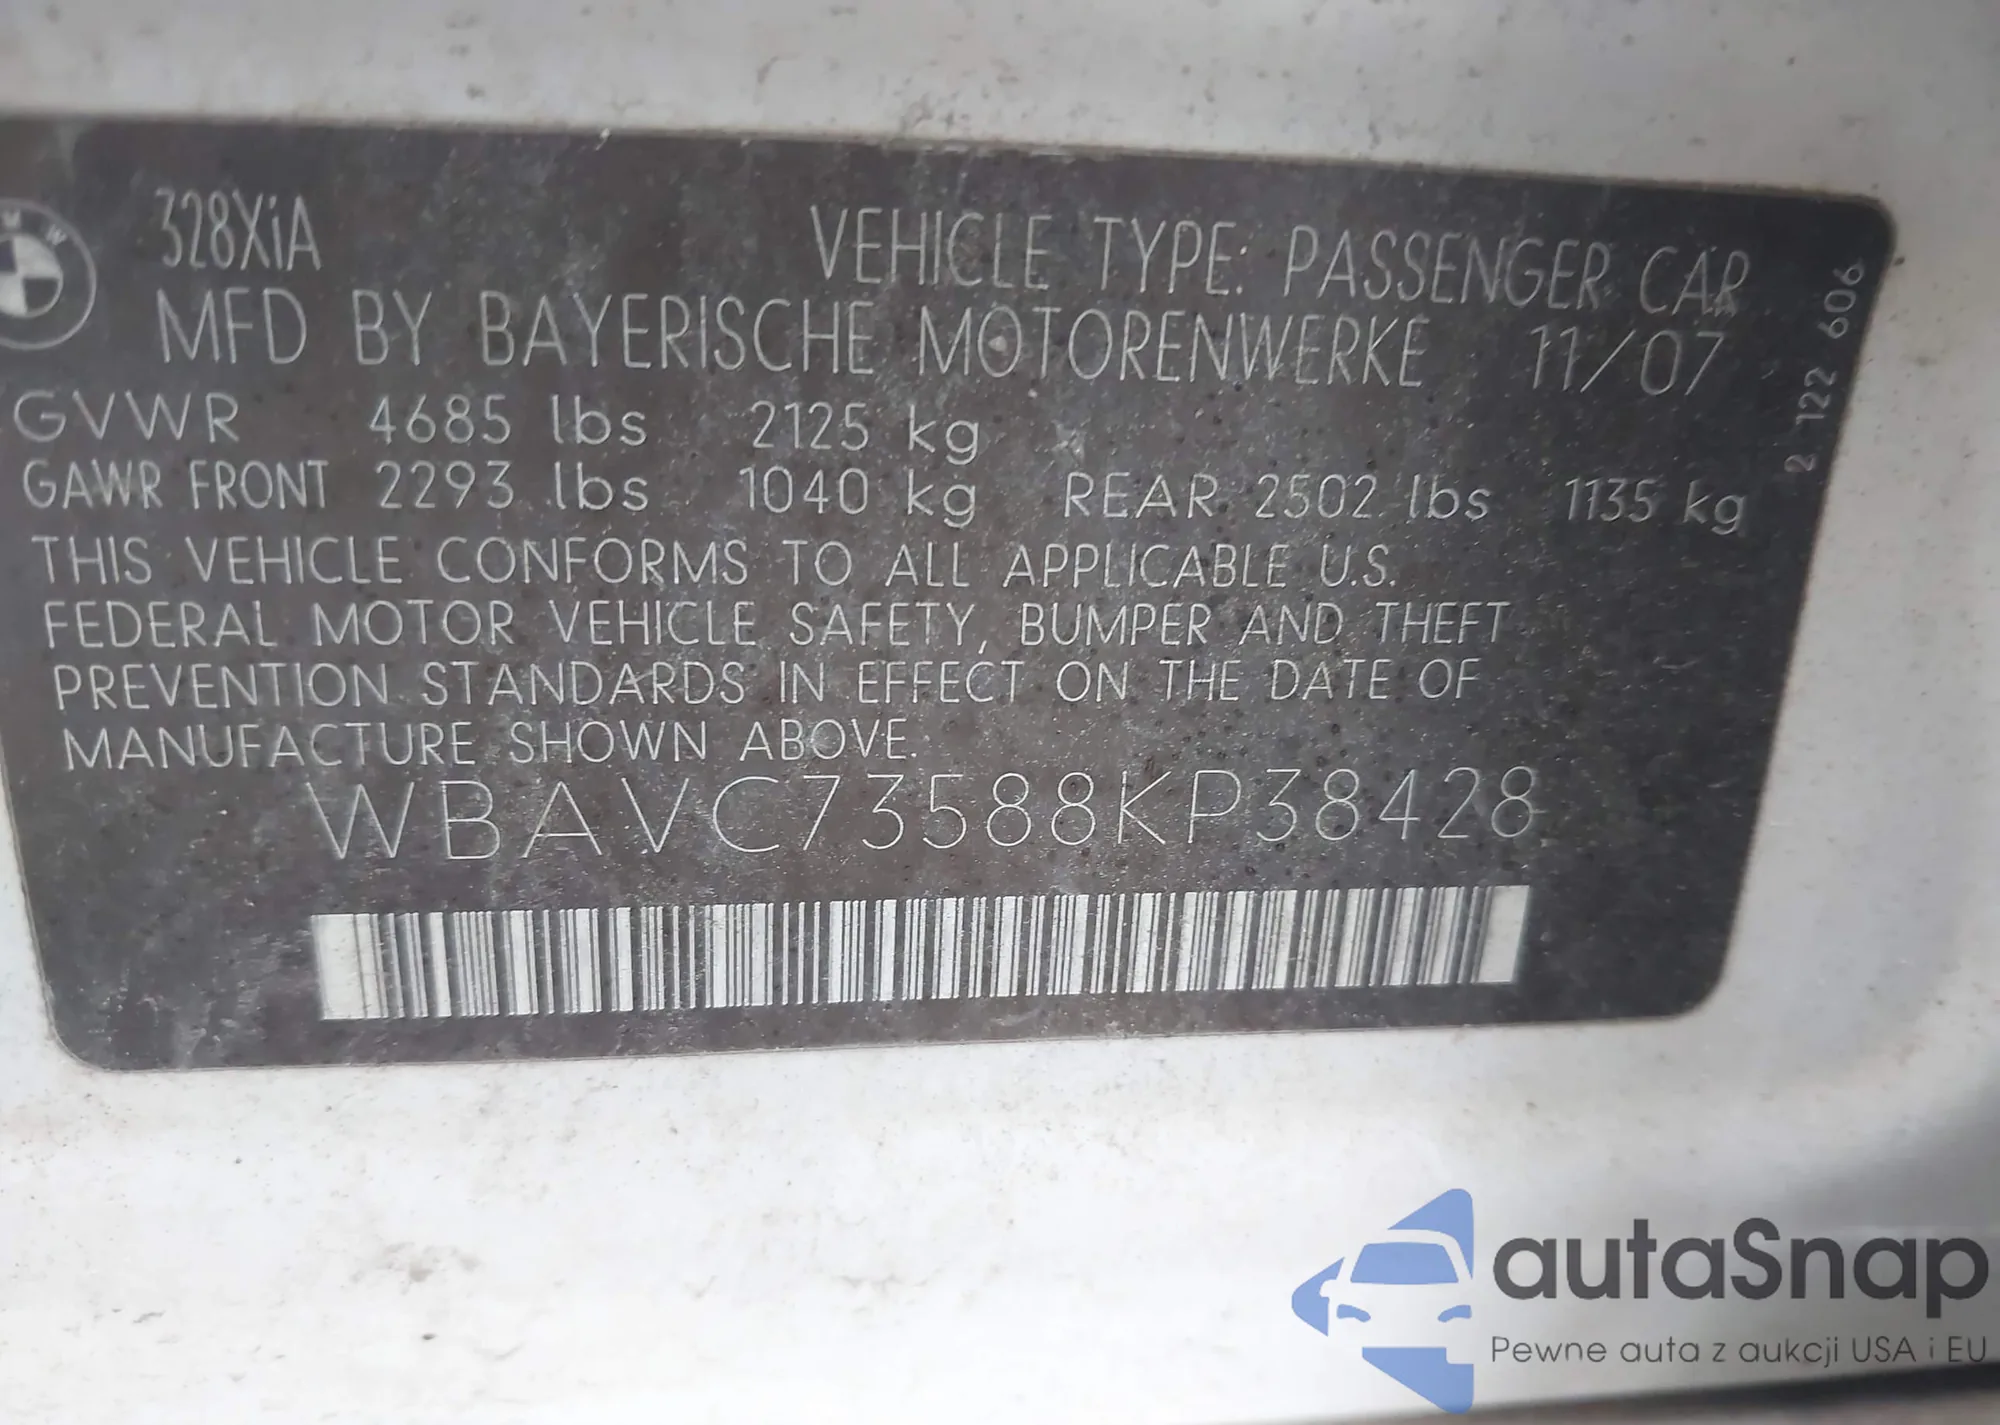 328XiA
VEHICLE TYPE: PASSENGER CAR
MFD BY BAYERISCHE MOTORENWERKE 11/07
GVWR 4685 lbs 2125 kg
GAWR FRONT 2293 lbs 1040 kg REAR 2502 lbs 1135 kg
THIS VEHICLE CONFORMS TO ALL APPLICABLE U.S.
FEDERAL MOTOR VEHICLE SAFETY, BUMPER AND THEFT
PREVENTION STANDARDS IN EFFECT ON THE DATE OF
MANUFACTURE SHOWN ABOVE.
WBAVC73588KP38428
2 122 606
autaSnap
Pewne auta z aukcji USA i EU